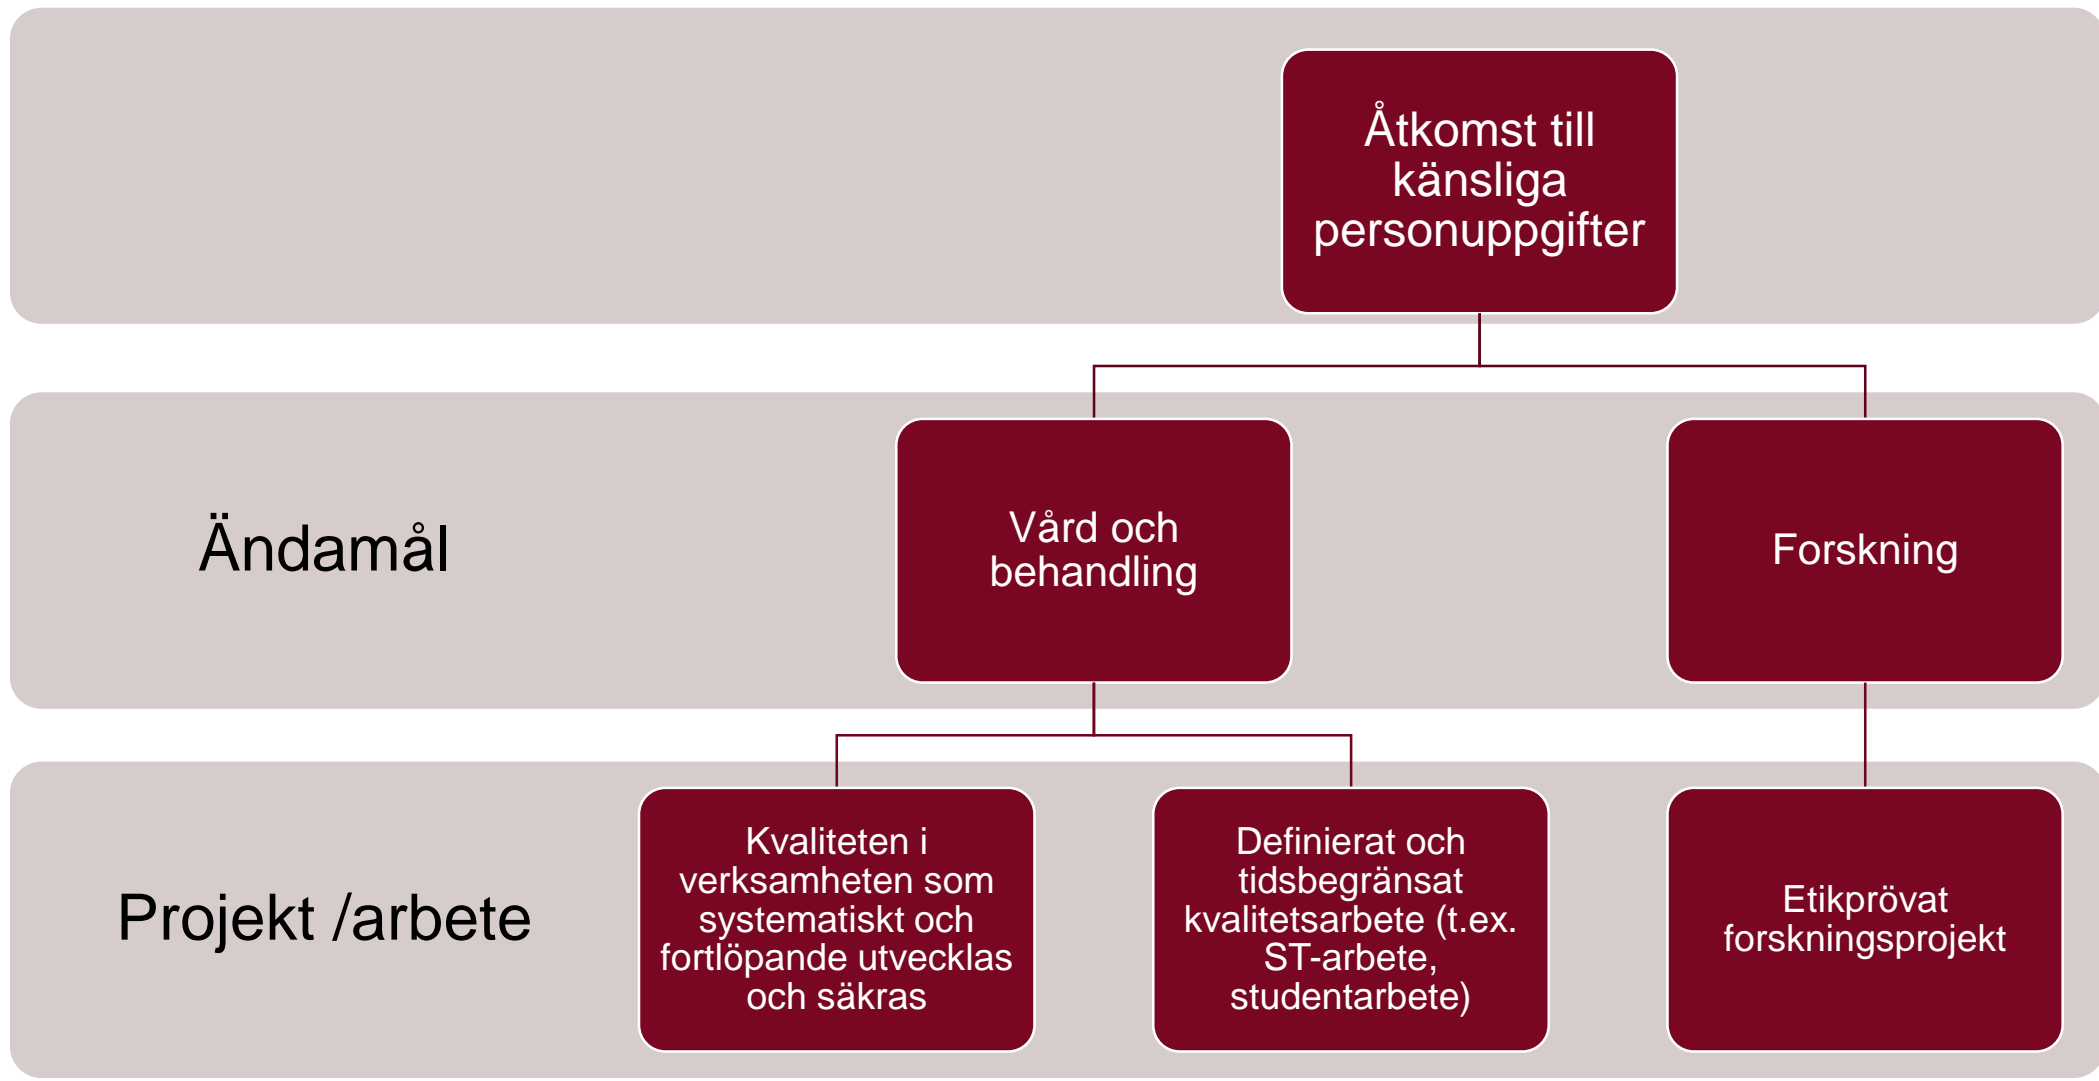 Åtkomst till
känsliga
personuppgifter
Ändamål
Vård och
behandling
Forskning
Projekt /arbete
Kvaliteten i
verksamheten som
systematiskt och
fortlöpande utvecklas
och säkras
Definierat och
tidsbegränsat
kvalitetsarbete (t.ex.
ST-arbete,
studentarbete)
Etikprövat
forskningsprojekt